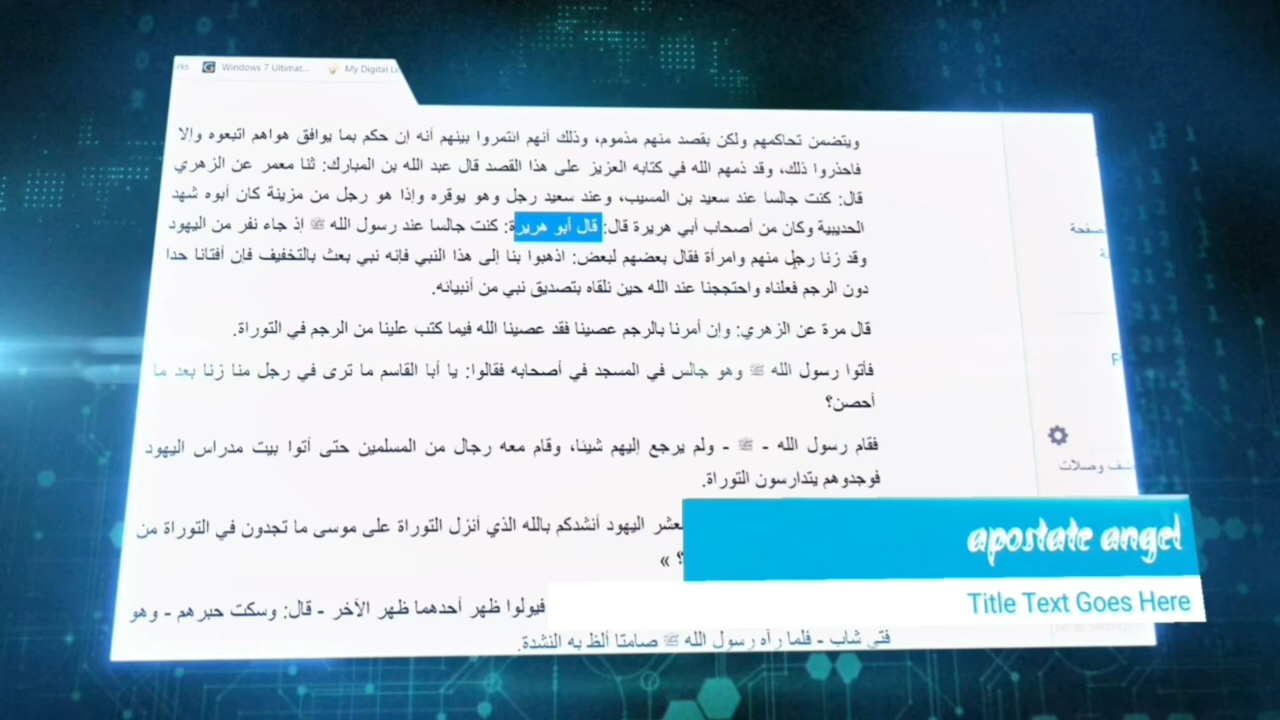 Windows 7 Ultimat...
My Digital Li
ويتضمن تحاكمهم ولكن بقصد منهم مذموم، وذلك أنهم ائتمروا بينهم أنه إن حكم بما يوافق هواهم اتبعوه وإلا
فاحذروا ذلك، وقد ذمهم الله في كتابه العزيز على هذا القصد قال عبد الله بن المبارك: ثنا معمر عن الزهري
قال: كنت جالسا عند سعيد بن المسيب، وعند سعيد رجل وهو يوقره وإذا هو رجل من مزينة كان أبوه شهد
الحديبية وكان من أصحاب أبي هريرة قال: قال أبو هريرة: كنت جالسا عند رسول الله ﷺ إذ جاء نفر من اليهود
وقد زنا رجل منهم وامرأة فقال بعضهم لبعض: اذهبوا بنا إلى هذا النبي فإنه نبي بعث بالتخفيف فإن أفتانا حدا
دون الرجم فعلناه واحتججنا عند الله حين نلقاه بتصديق نبي من أنبيائه.
قال مرة عن الزهري: وإن أمرنا بالرجم عصينا فقد عصينا الله فيما كتب علينا من الرجم في التوراة.
فأتوا رسول الله ﷺ وهو جالس في المسجد في أصحابه فقالوا: يا أبا القاسم ما ترى في رجل منا زنا بعد ما
أحصن؟
فقام رسول الله - ﷺ - ولم يرجع إليهم شيئا، وقام معه رجال من المسلمين حتى أتوا بيت مدراس اليهود
فوجدوهم يتدارسون التوراة.
عشر اليهود أنشدكم بالله الذي أنزل التوراة على موسى ما تجدون في التوراة من
؟ »
فيولوا ظهر أحدهما ظهر الآخر - قال: وسكت حبرهم - وهو
فتى شاب - فلما رآه رسول الله ﷺ صامتا ألظ به النشدة.
صفحة
وصلات
apostate angel
Title Text Goes Here